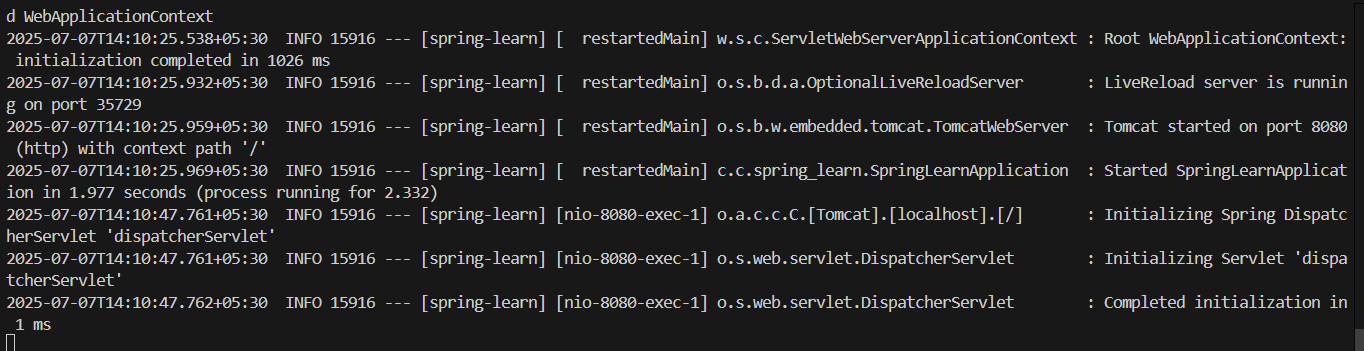 d WebApplicationContext
2025-07-07T14:10:25.538+05:30  INFO 15916 --- [spring-learn] [  restartedMain] w.s.c.ServletWebServerApplicationContext : Root WebApplicationContext:
 initialization completed in 1026 ms
2025-07-07T14:10:25.932+05:30  INFO 15916 --- [spring-learn] [  restartedMain] o.s.b.d.a.OptionalLiveReloadServer       : LiveReload server is runnin
g on port 35729
2025-07-07T14:10:25.959+05:30  INFO 15916 --- [spring-learn] [  restartedMain] o.s.b.w.embedded.tomcat.TomcatWebServer  : Tomcat started on port 8080
 (http) with context path '/'
2025-07-07T14:10:25.969+05:30  INFO 15916 --- [spring-learn] [  restartedMain] c.c.spring_learn.SpringLearnApplication  : Started SpringLearnApplicat
ion in 1.977 seconds (process running for 2.332)
2025-07-07T14:10:47.761+05:30  INFO 15916 --- [spring-learn] [nio-8080-exec-1] o.a.c.c.C.[Tomcat].[localhost].[/]       : Initializing Spring Dispatc
herServlet 'dispatcherServlet'
2025-07-07T14:10:47.761+05:30  INFO 15916 --- [spring-learn] [nio-8080-exec-1] o.s.web.servlet.DispatcherServlet        : Initializing Servlet 'dispa
tcherServlet'
2025-07-07T14:10:47.762+05:30  INFO 15916 --- [spring-learn] [nio-8080-exec-1] o.s.web.servlet.DispatcherServlet        : Completed initialization in
 1 ms